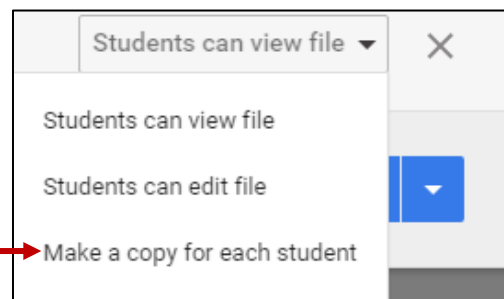 Students can view file
Students can view file
Students can edit file
Make a copy for each student